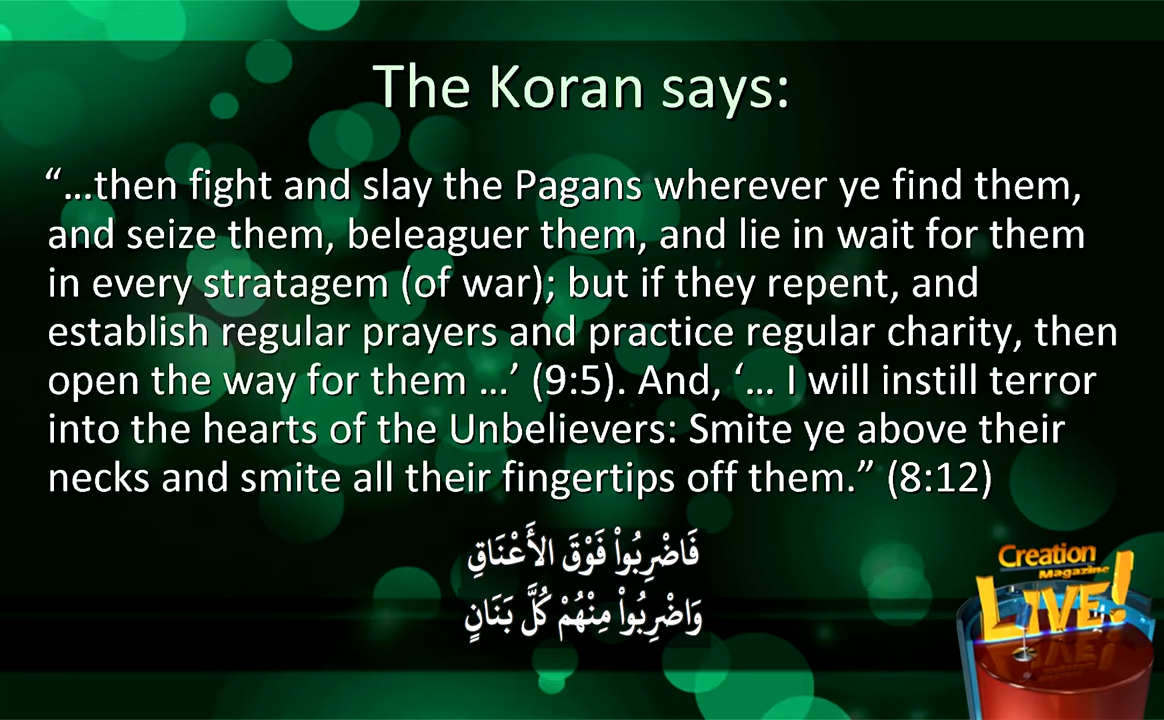 The Koran says:
“…then fight and slay the Pagans wherever ye find them,
and seize them, beleaguer them, and lie in wait for them
in every stratagem (of war); but if they repent, and
establish regular prayers and practice regular charity, then
open the way for them …’ (9:5). And, ‘… I will instill terror
into the hearts of the Unbelievers: Smite ye above their
necks and smite all their fingertips off them.” (8:12)
فَاضْرِبُواْ فَوْقَ الأَعْنَاقِ
وَاضْرِبُواْ مِنْهُمْ كُلَّ بَنَانٍ
Creation
Magazine
LIVE!